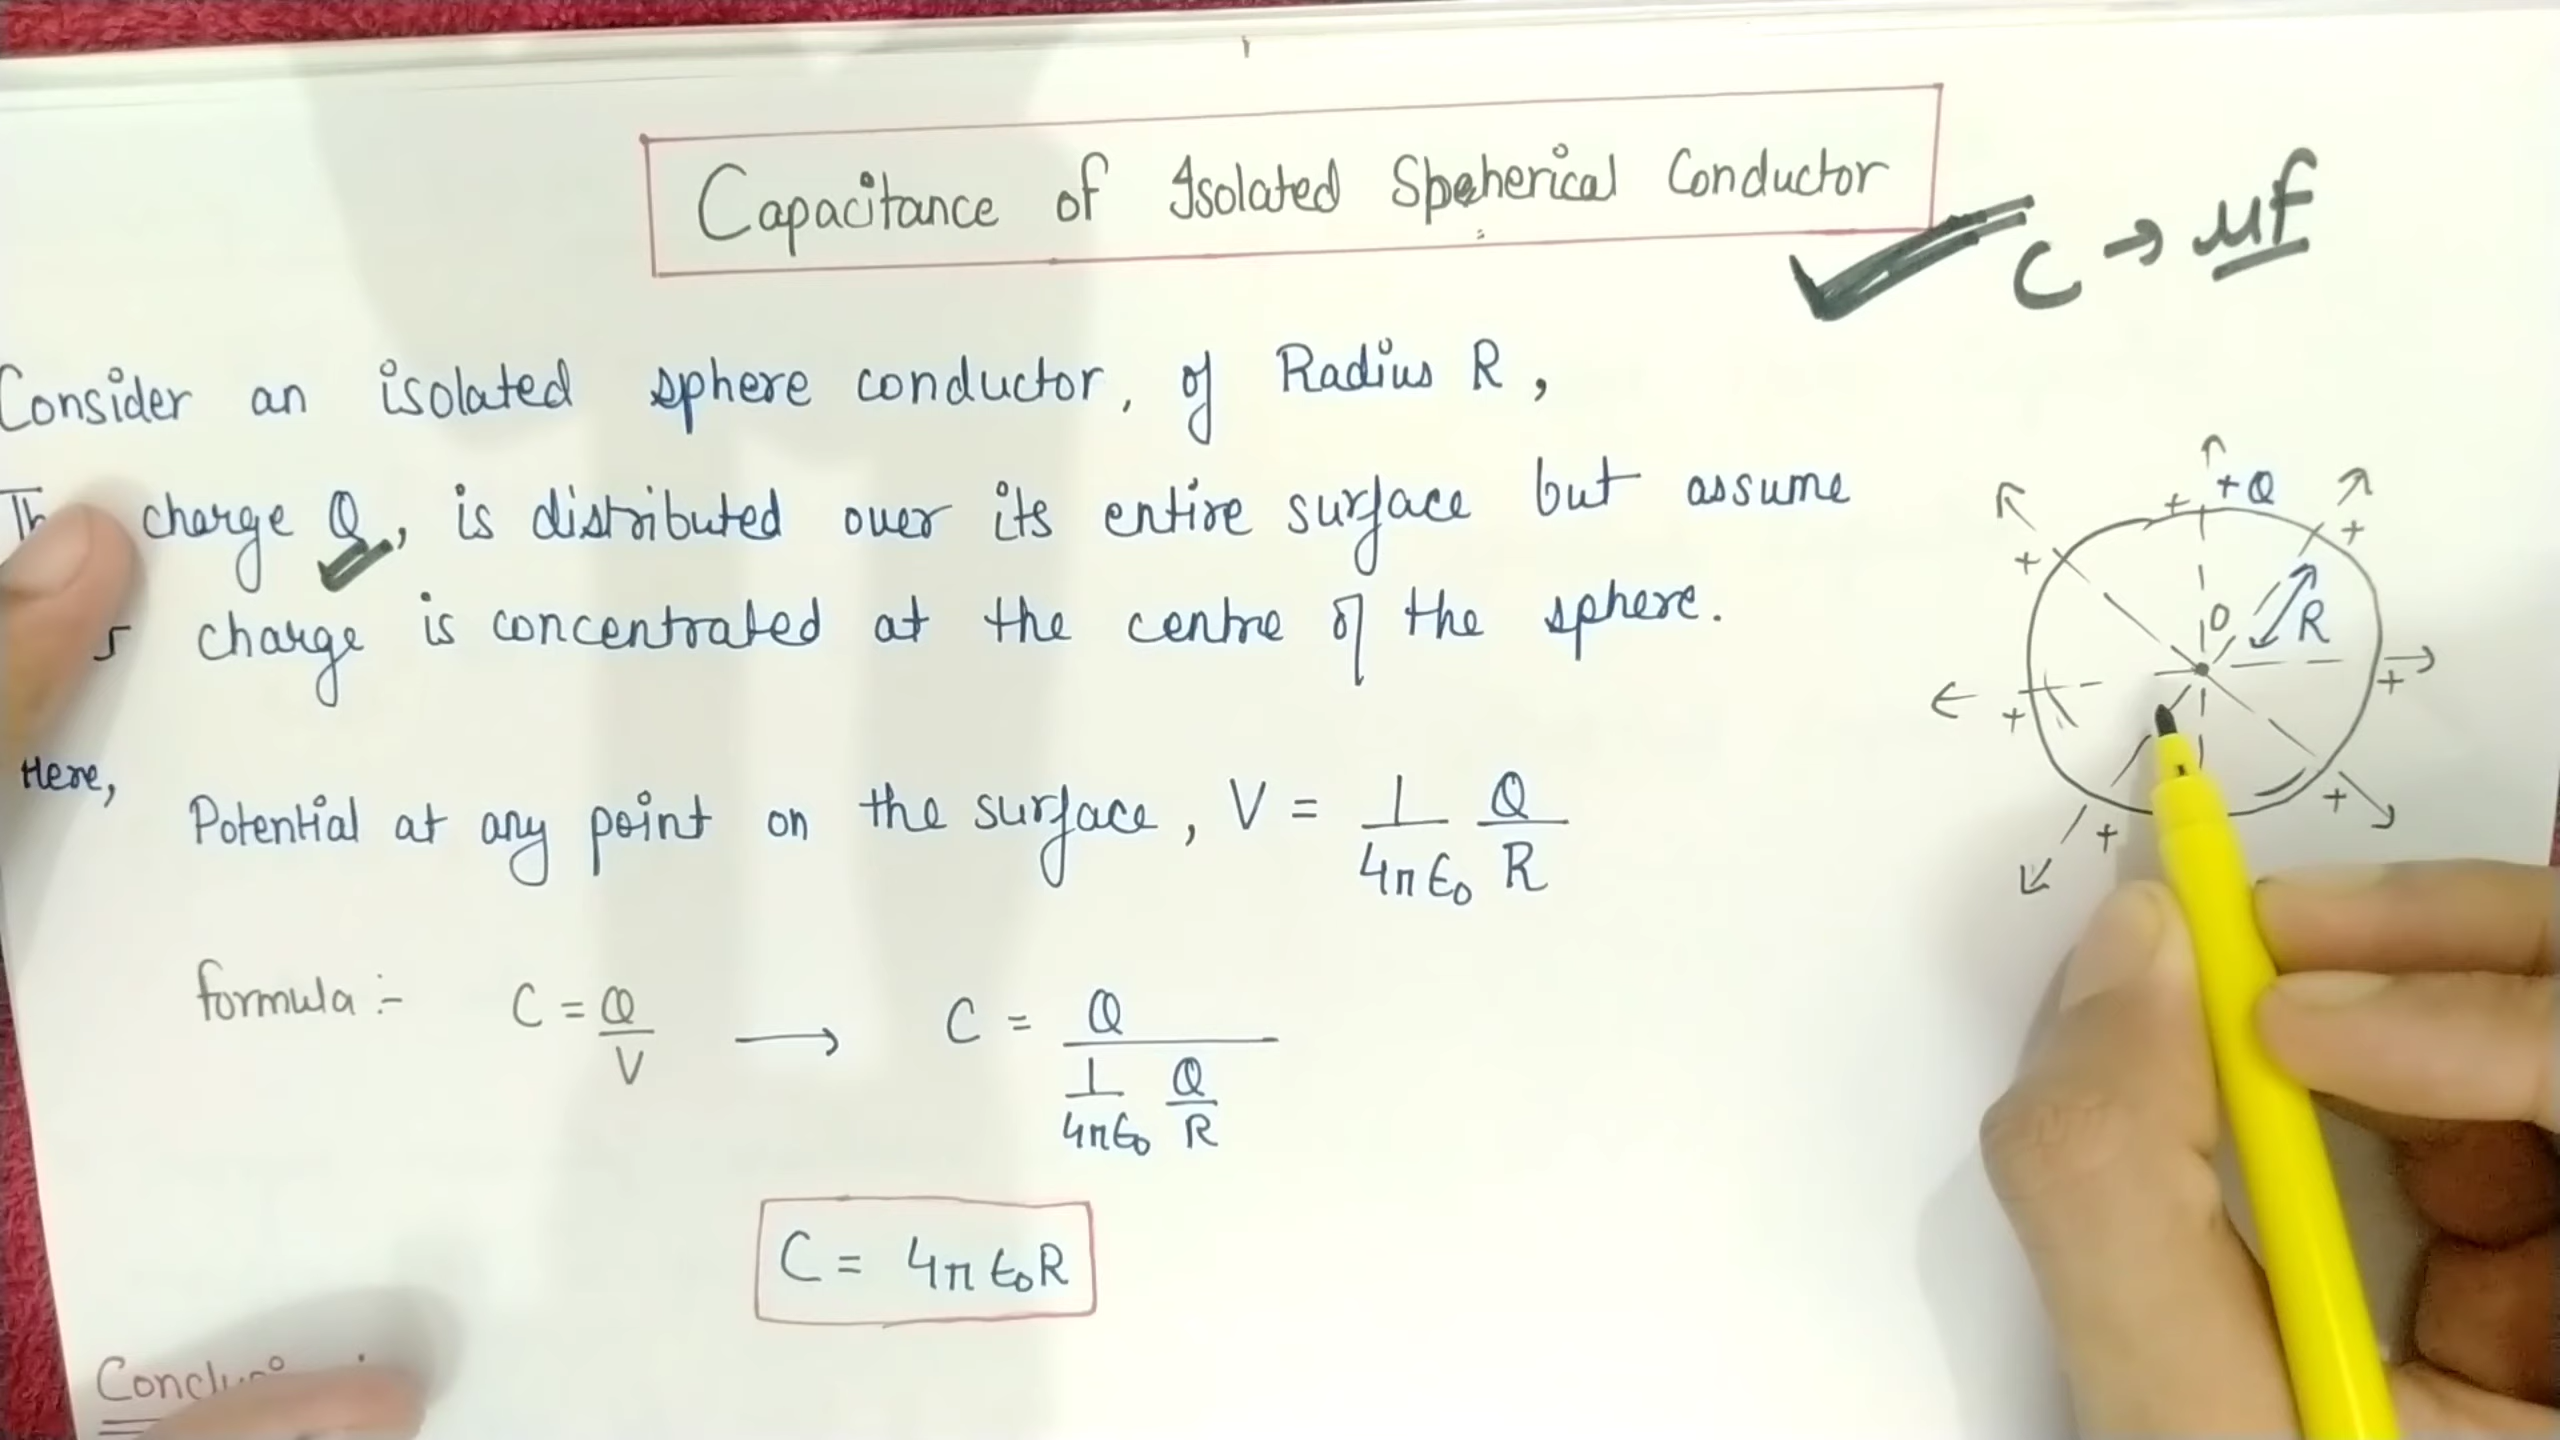 Capacitance of Isolated Speherical Conductor
C → μf
Consider an isolated sphere conductor, of Radius R,
charge Q, is distributed over its entire surface but assume
charge is concentrated at the centre of the sphere.
+Q
+ + + + + + + +
O
R
Here,
Potential at any point on the surface, V = 1/4πϵ₀ Q/R
formula :- C = Q/V ⟶ C = Q/(1/4πϵ₀ Q/R)
C = 4πϵ₀R